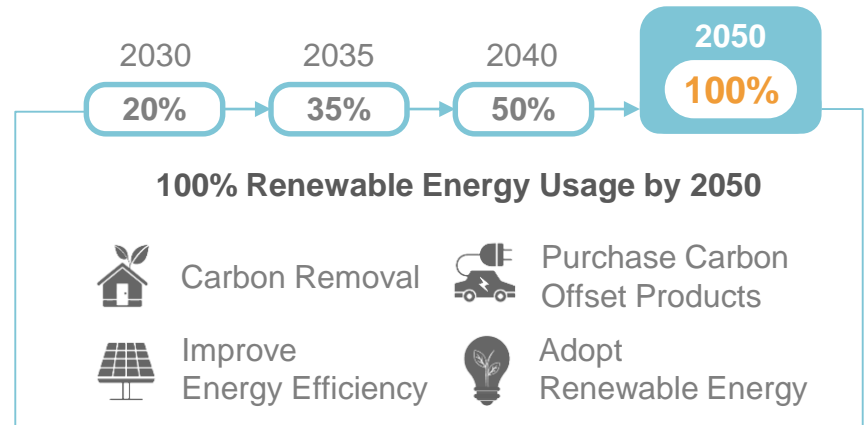 2030
2035
2040
2050
20%
35%
50%
100%
100% Renewable Energy Usage by 2050
Carbon Removal
Purchase Carbon
Offset Products
Improve
Energy Efficiency
Adopt
Renewable Energy